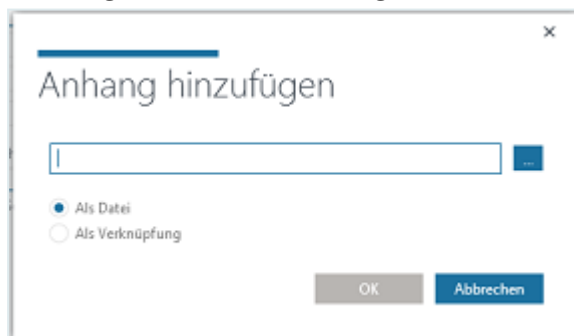 Anhang hinzufügen
...
Als Datei
Als Verknüpfung
OK Abbrechen